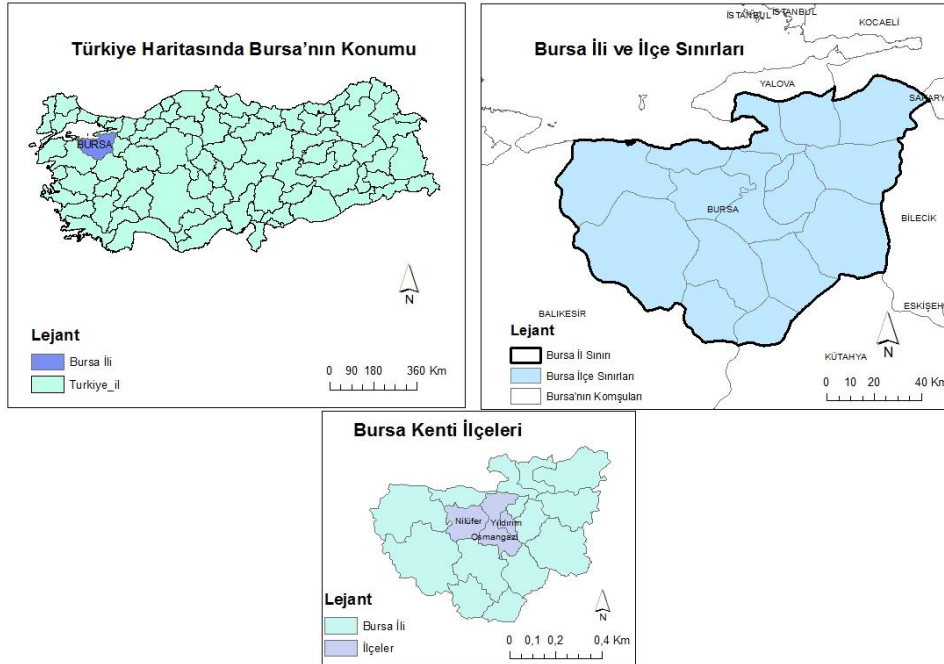 Türkiye Haritasında Bursa'nın Konumu
BURSA
N
Lejant
Bursa İli
Turkiye_il
0 90 180 360 Km
Bursa İli ve İlçe Sınırları
İSTANBUL
İSTANBUL
KOCAELİ
YALOVA
SAKARY
BURSA
BİLECİK
ESKİŞEH
BALIKESİR
KÜTAHYA
N
Lejant
Bursa İl Sınırı
Bursa İlçe Sınırları
Bursa'nın Komşuları
0 10 20 40 Km
Bursa Kenti İlçeleri
Nilüfer
Yıldırım
Osmangazi
N
Lejant
Bursa İli
İlçeler
0 0,1 0,2 0,4 Km